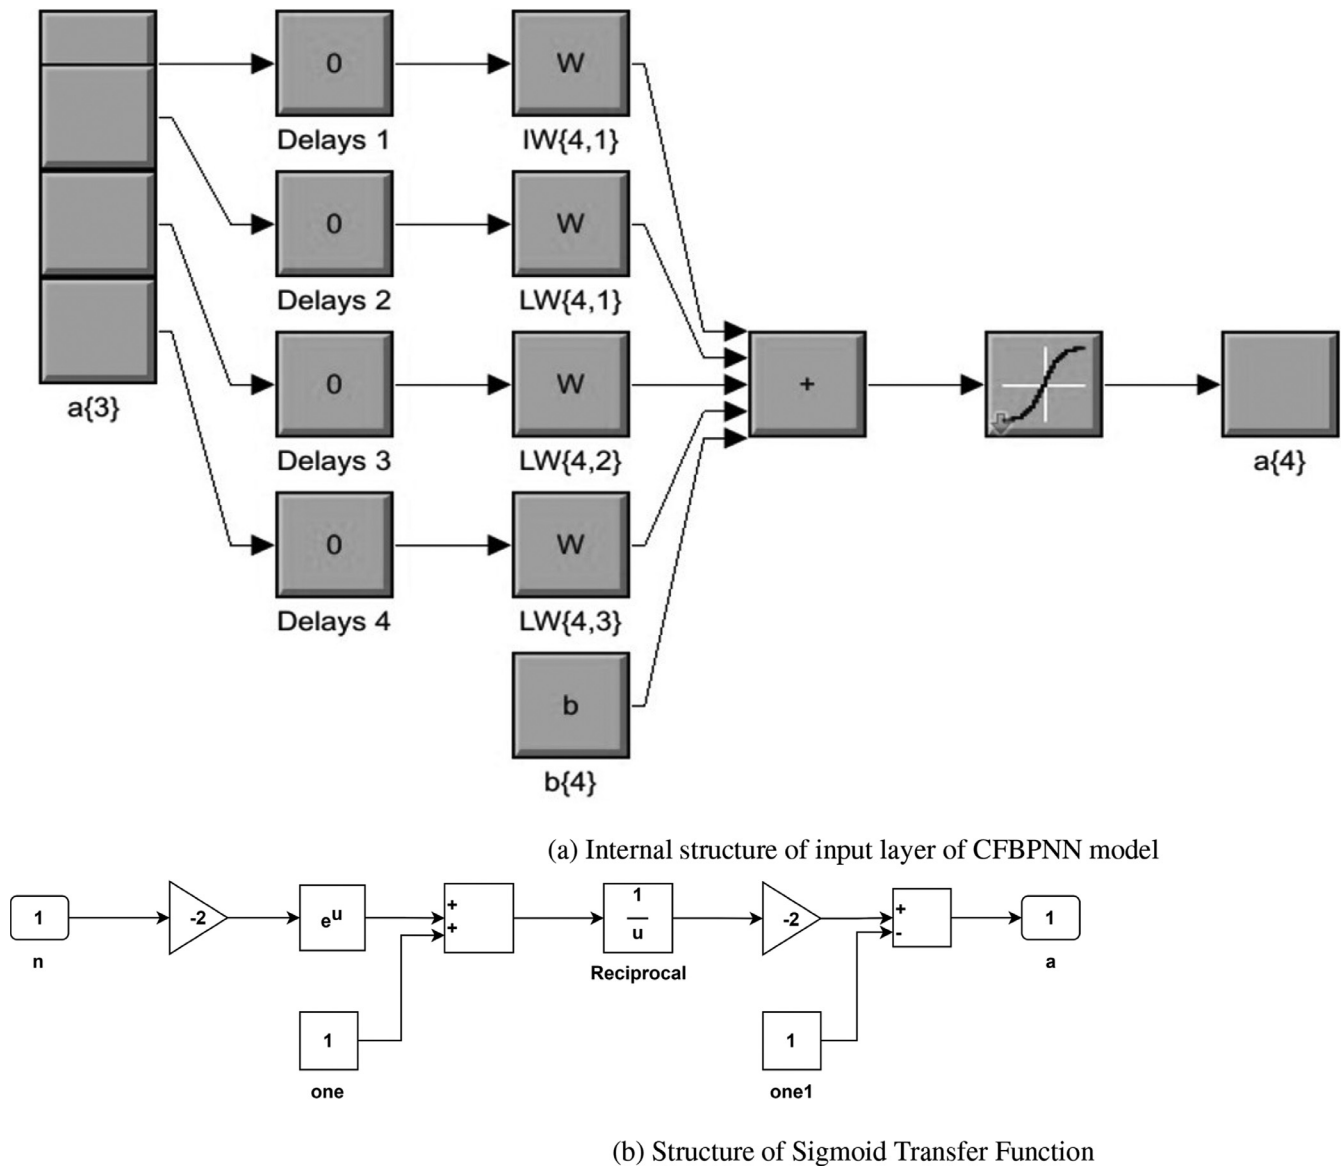 0
W
Delays 1
IW{4,1}
0
W
Delays 2
LW{4,1}
a{3}
0
W
+
Delays 3
LW{4,2}
a{4}
0
W
Delays 4
LW{4,3}
b
b{4}
(a) Internal structure of input layer of CFBPNN model
1
n
-2
e^u
+
+
1
u
Reciprocal
-2
+
-
1
a
1
one
1
one1
(b) Structure of Sigmoid Transfer Function